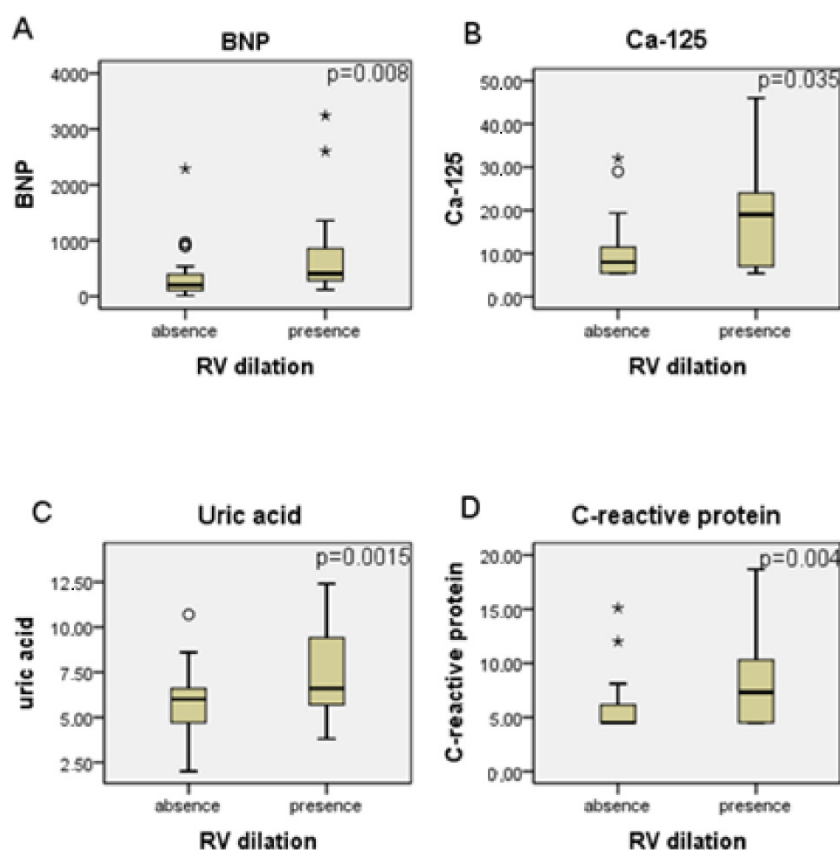 A
BNP
p=0.008
4000
3000
2000
1000
0
BNP
absence
presence
RV dilation
B
Ca-125
p=0.035
50.00
40.00
30.00
20.00
10.00
0.00
Ca-125
absence
presence
RV dilation
C
Uric acid
p=0.0015
12.50
10.00
7.50
5.00
2.50
uric acid
absence
presence
RV dilation
D
C-reactive protein
p=0.004
20.00
15.00
10.00
5.00
0.00
C-reactive protein
absence
presence
RV dilation